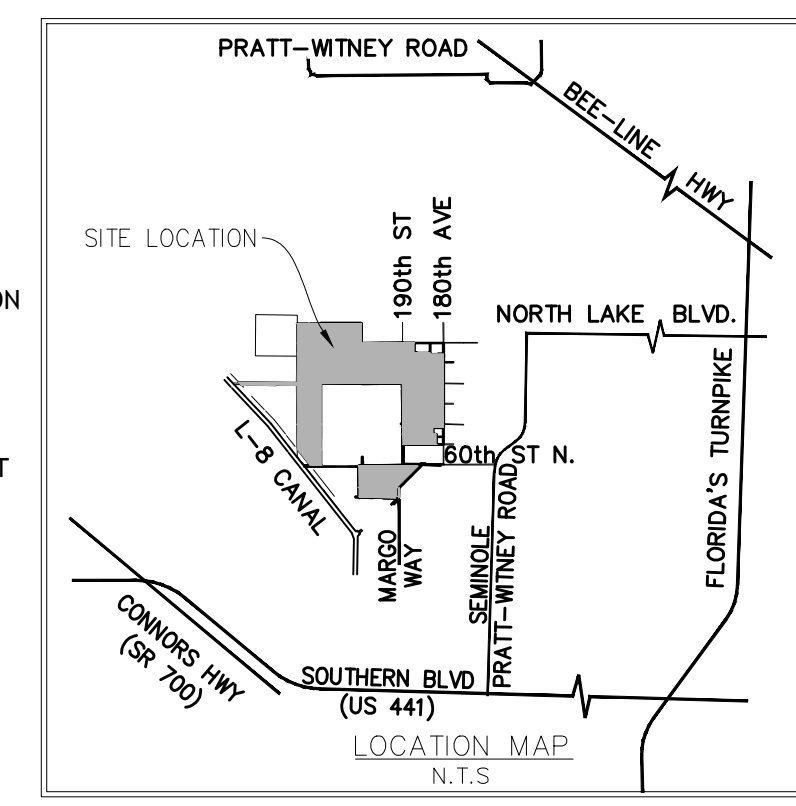 PRATT-WITNEY ROAD
BEE-LINE
HWY
SITE LOCATION
190th ST
180th AVE
ON
NORTH LAKE BLVD.
FLORIDA'S TURNPIKE
L-8 CANAL
60th ST N.
T
MARGO
WAY
SEMINOLE
PRATT-WITNEY ROAD
CONNORS HWY
(SR 700)
SOUTHERN BLVD
(US 441)
LOCATION MAP
N.T.S